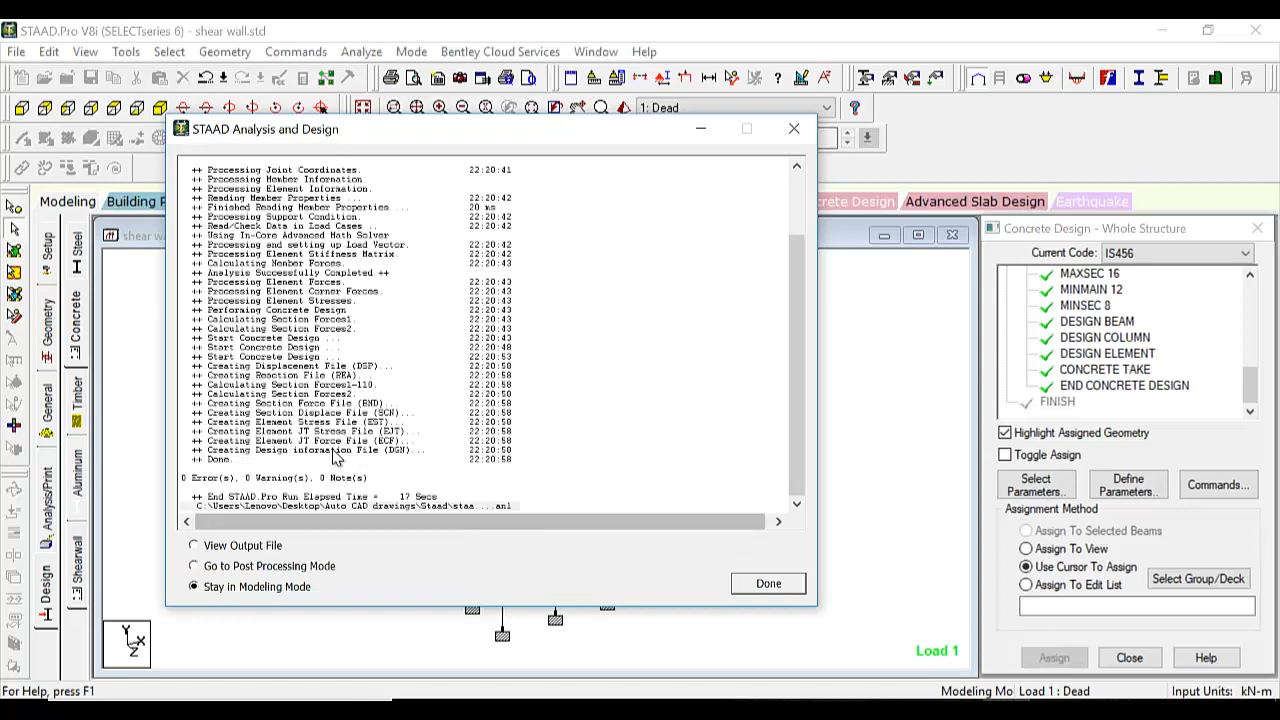 STAAD.Pro V8i (SELECTseries 6) - shear wall.std
File Edit View Tools Select Geometry Commands Analyze Mode Bentley Cloud Services Window Help
1: Dead
STAAD Analysis and Design
++ Processing Joint Coordinates. 22:20:41
++ Processing Member Information.
++ Processing Element Information.
++ Reading Member Properties ... 22:20:42
++ Finished Reading Member Properties ... 20 ms
++ Processing Support Condition. 22:20:42
++ Read/Check Data in Load Cases .. 22:20:42
++ Using In-Core Advanced Math Solver
++ Processing and setting up Load Vector. 22:20:42
++ Processing Element Stiffness Matrix. 22:20:42
++ Calculating Member Forces. 22:20:43
++ Analysis Successfully Completed ++
++ Processing Element Forces. 22:20:43
++ Processing Element Corner Forces. 22:20:43
++ Processing Element Stresses. 22:20:43
++ Performing Concrete Design 22:20:43
++ Calculating Section Forces1. 22:20:43
++ Calculating Section Forces2. 22:20:43
++ Start Concrete Design ... 22:20:43
++ Start Concrete Design ... 22:20:48
++ Start Concrete Design ... 22:20:53
++ Creating Displacement File (DSP)... 22:20:58
++ Creating Reaction File (REA)... 22:20:58
++ Calculating Section Forces1-110. 22:20:58
++ Calculating Section Forces2. 22:20:58
++ Creating Section Force File (BMD)... 22:20:58
++ Creating Section Displace File (SCN)... 22:20:58
++ Creating Element Stress File (EST)... 22:20:58
++ Creating Element JT Stress File (EJT)... 22:20:58
++ Creating Element JT Force File (ECF)... 22:20:58
++ Creating Design information File (DGN)... 22:20:58
++ Done. 22:20:58
0 Error(s), 0 Warning(s), 0 Note(s)
++ End STAAD.Pro Run Elapsed Time = 17 Secs
C:\Users\Lenovo\Desktop\Auto CAD drawings\Staad\staa....anl
View Output File
Go to Post Processing Mode
Stay in Modeling Mode
Done
Modeling Building P crete Design Advanced Slab Design Earthquake
shear wa
Setup
Geometry
General
Analysis/Print
Design
Steel
Concrete
Timber
Aluminum
Shearwall
Y
X
Z
Load 1
Concrete Design - Whole Structure
Current Code: IS456
MAXSEC 16
MINMAIN 12
MINSEC 8
DESIGN BEAM
DESIGN COLUMN
DESIGN ELEMENT
CONCRETE TAKE
END CONCRETE DESIGN
FINISH
Highlight Assigned Geometry
Toggle Assign
Select Parameters..
Define Parameters..
Commands...
Assignment Method
Assign To Selected Beams
Assign To View
Use Cursor To Assign
Select Group/Deck
Assign To Edit List
Assign Close Help
For Help, press F1
Modeling Mo Load 1 : Dead Input Units: kN-m